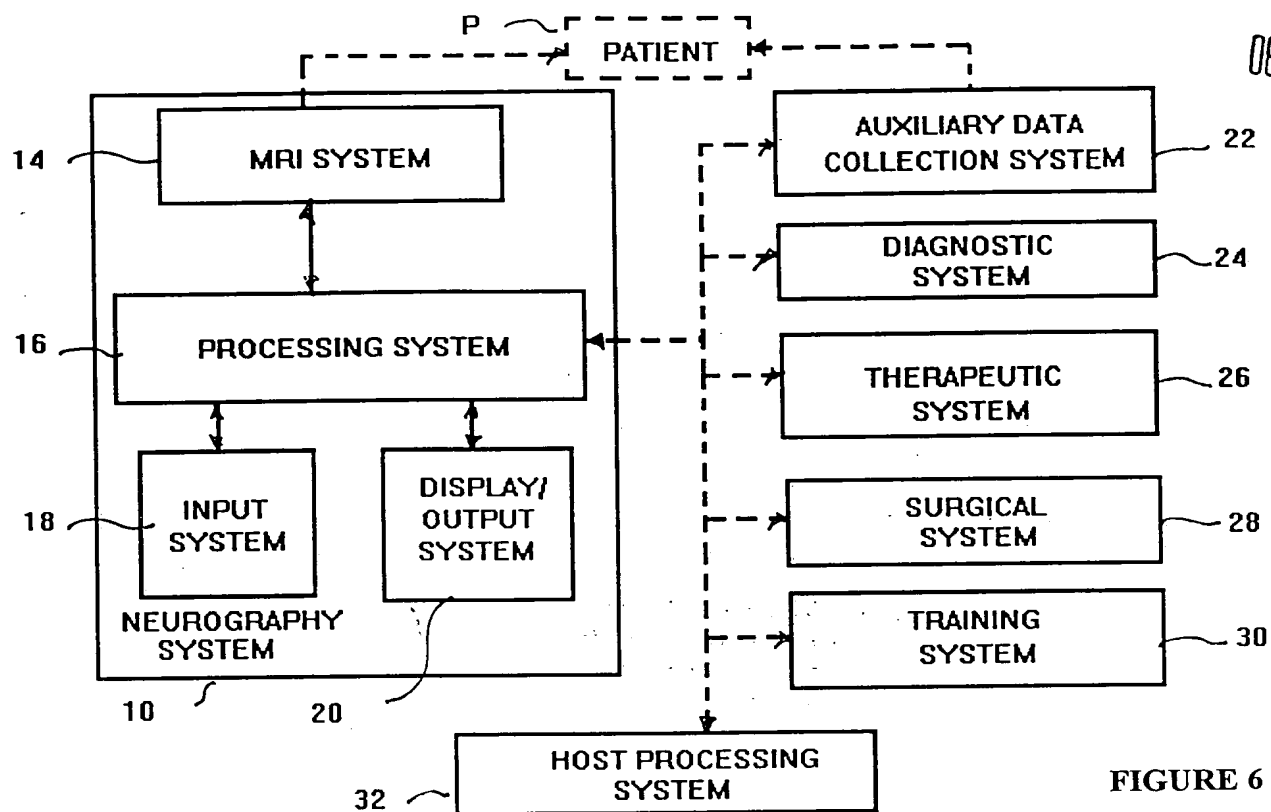 P
PATIENT
08
14
MRI SYSTEM
AUXILIARY DATA
COLLECTION SYSTEM
22
DIAGNOSTIC
SYSTEM
24
16
PROCESSING SYSTEM
THERAPEUTIC
SYSTEM
26
18
INPUT
SYSTEM
DISPLAY/
OUTPUT
SYSTEM
SURGICAL
SYSTEM
28
NEUROGRAPHY
SYSTEM
TRAINING
SYSTEM
30
10
20
HOST PROCESSING
SYSTEM
32
FIGURE 6